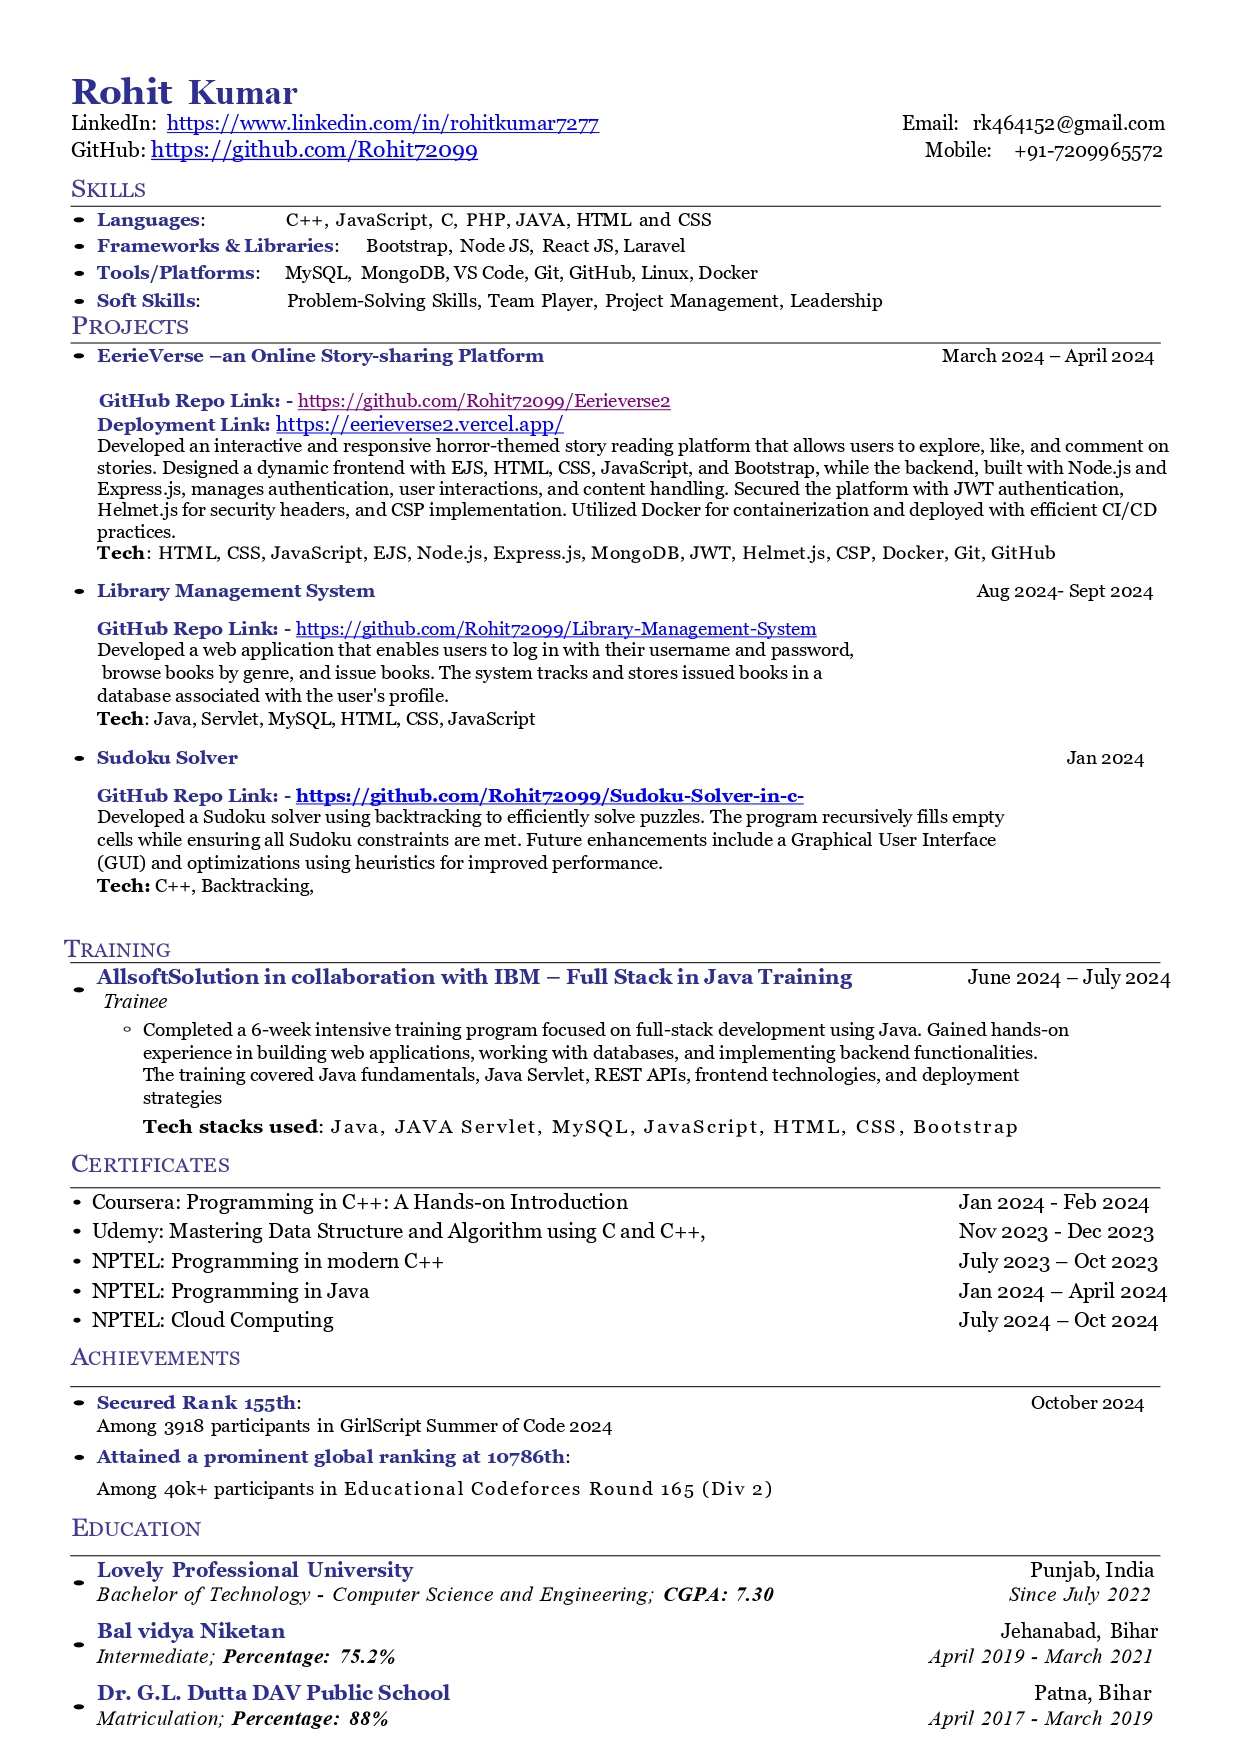 Rohit Kumar
LinkedIn: https://www.linkedin.com/in/rohitkumar7277 Email: rk464152@gmail.com
GitHub: https://github.com/Rohit72099 Mobile: +91-7209965572
SKILLS
• Languages: C++, JavaScript, C, PHP, JAVA, HTML and CSS
• Frameworks & Libraries: Bootstrap, Node JS, React JS, Laravel
• Tools/Platforms: MySQL, MongoDB, VS Code, Git, GitHub, Linux, Docker
• Soft Skills: Problem-Solving Skills, Team Player, Project Management, Leadership
PROJECTS
• EerieVerse –an Online Story-sharing Platform March 2024 – April 2024
GitHub Repo Link: - https://github.com/Rohit72099/Eerieverse2
Deployment Link: https://eerieverse2.vercel.app/
Developed an interactive and responsive horror-themed story reading platform that allows users to explore, like, and comment on
stories. Designed a dynamic frontend with EJS, HTML, CSS, JavaScript, and Bootstrap, while the backend, built with Node.js and
Express.js, manages authentication, user interactions, and content handling. Secured the platform with JWT authentication,
Helmet.js for security headers, and CSP implementation. Utilized Docker for containerization and deployed with efficient CI/CD
practices.
Tech: HTML, CSS, JavaScript, EJS, Node.js, Express.js, MongoDB, JWT, Helmet.js, CSP, Docker, Git, GitHub
• Library Management System Aug 2024- Sept 2024
GitHub Repo Link: - https://github.com/Rohit72099/Library-Management-System
Developed a web application that enables users to log in with their username and password,
browse books by genre, and issue books. The system tracks and stores issued books in a
database associated with the user's profile.
Tech: Java, Servlet, MySQL, HTML, CSS, JavaScript
• Sudoku Solver Jan 2024
GitHub Repo Link: - https://github.com/Rohit72099/Sudoku-Solver-in-c-
Developed a Sudoku solver using backtracking to efficiently solve puzzles. The program recursively fills empty
cells while ensuring all Sudoku constraints are met. Future enhancements include a Graphical User Interface
(GUI) and optimizations using heuristics for improved performance.
Tech: C++, Backtracking,
TRAINING
• AllsoftSolution in collaboration with IBM – Full Stack in Java Training June 2024 – July 2024
Trainee
○ Completed a 6-week intensive training program focused on full-stack development using Java. Gained hands-on
experience in building web applications, working with databases, and implementing backend functionalities.
The training covered Java fundamentals, Java Servlet, REST APIs, frontend technologies, and deployment
strategies
Tech stacks used: Java, JAVA Servlet, MySQL, JavaScript, HTML, CSS, Bootstrap
CERTIFICATES
• Coursera: Programming in C++: A Hands-on Introduction Jan 2024 - Feb 2024
• Udemy: Mastering Data Structure and Algorithm using C and C++, Nov 2023 - Dec 2023
• NPTEL: Programming in modern C++ July 2023 – Oct 2023
• NPTEL: Programming in Java Jan 2024 – April 2024
• NPTEL: Cloud Computing July 2024 – Oct 2024
ACHIEVEMENTS
• Secured Rank 155th: October 2024
Among 3918 participants in GirlScript Summer of Code 2024
• Attained a prominent global ranking at 10786th:
Among 40k+ participants in Educational Codeforces Round 165 (Div 2)
EDUCATION
• Lovely Professional University Punjab, India
Bachelor of Technology - Computer Science and Engineering; CGPA: 7.30 Since July 2022
• Bal vidya Niketan Jehanabad, Bihar
Intermediate; Percentage: 75.2% April 2019 - March 2021
• Dr. G.L. Dutta DAV Public School Patna, Bihar
Matriculation; Percentage: 88% April 2017 - March 2019